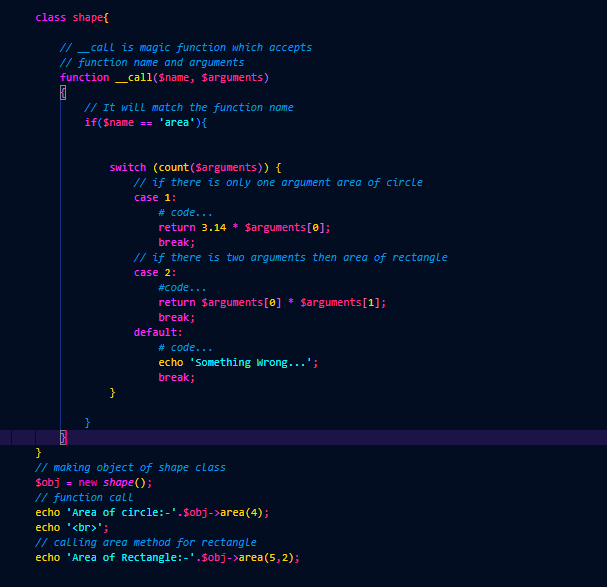 class shape{
// __call is magic function which accepts
// function name and arguments
function __call($name, $arguments)
{
// It will match the function name
if($name == 'area'){
switch (count($arguments)) {
// if there is only one argument area of circle
case 1:
# code...
return 3.14 * $arguments[0];
break;
// if there is two arguments then area of rectangle
case 2:
#code...
return $arguments[0] * $arguments[1];
break;
default:
# code...
echo 'Something Wrong...';
break;
}
}
}
}
// making object of shape class
$obj = new shape();
// function call
echo 'Area of circle:-'.$obj->area(4);
echo '<br>';
// calling area method for rectangle
echo 'Area of Rectangle:-'.$obj->area(5,2);